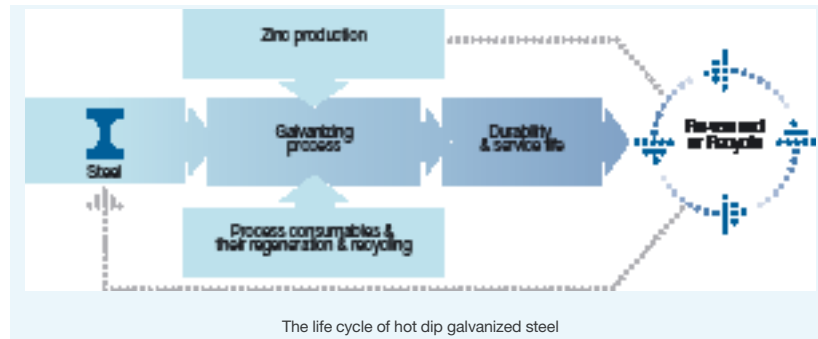 Zinc production
Steel
Galvanizing
process
Durability
& service life
Re-use and
or Recycle
Process consumables &
their regeneration & recycling
The life cycle of hot dip galvanized steel